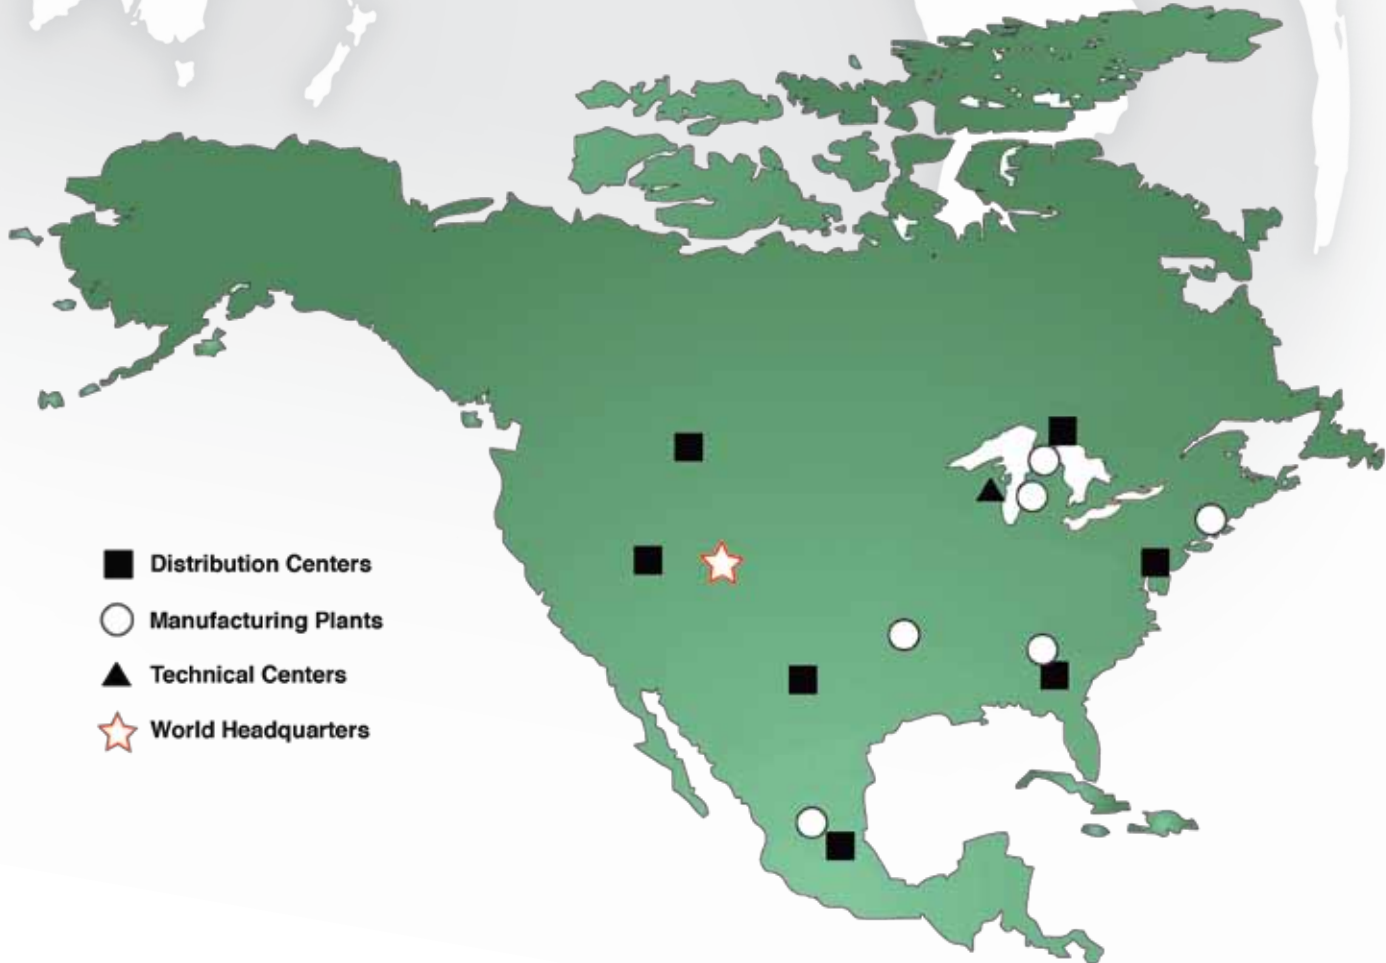 Distribution Centers
Manufacturing Plants
Technical Centers
World Headquarters